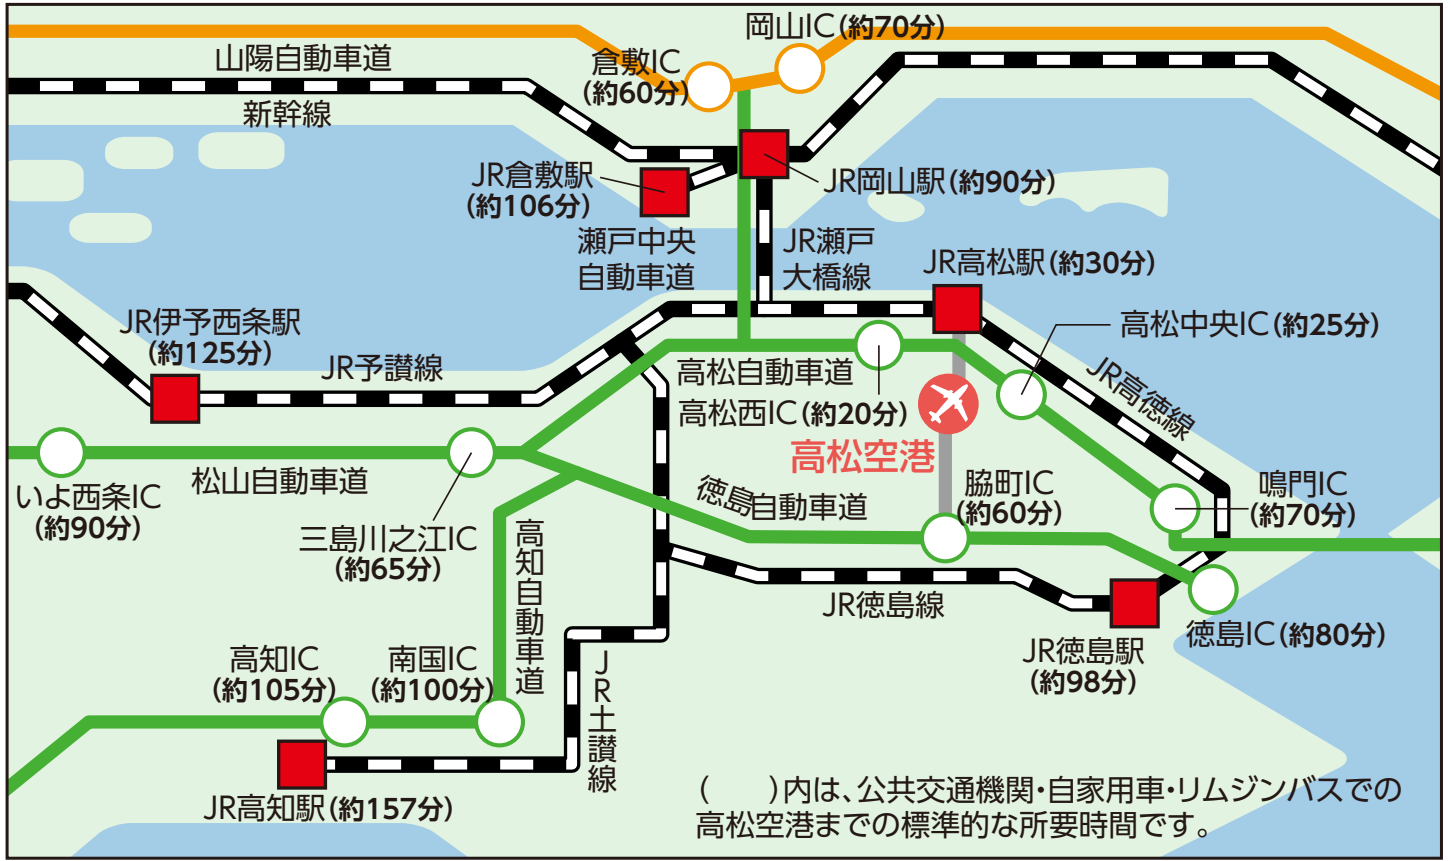 岡山IC(約70分)
山陽自動車道
倉敷IC
(約60分)
新幹線
JR倉敷駅
(約106分)
JR岡山駅(約90分)
瀬戸中央
自動車道
JR瀬戸
大橋線
JR高松駅(約30分)
JR伊予西条駅
(約125分)
高松中央IC(約25分)
JR予讃線
高松自動車道
JR高徳線
高松西IC(約20分)
高松空港
松山自動車道
いよ西条IC
(約90分)
徳島自動車道
脇町IC
(約60分)
鳴門IC
(約70分)
三島川之江IC
(約65分)
高知自動車道
JR徳島線
徳島IC(約80分)
JR徳島駅
(約98分)
高知IC
(約105分)
南国IC
(約100分)
JR土讃線
JR高知駅(約157分)
(　　)内は、公共交通機関・自家用車・リムジンバスでの
高松空港までの標準的な所要時間です。